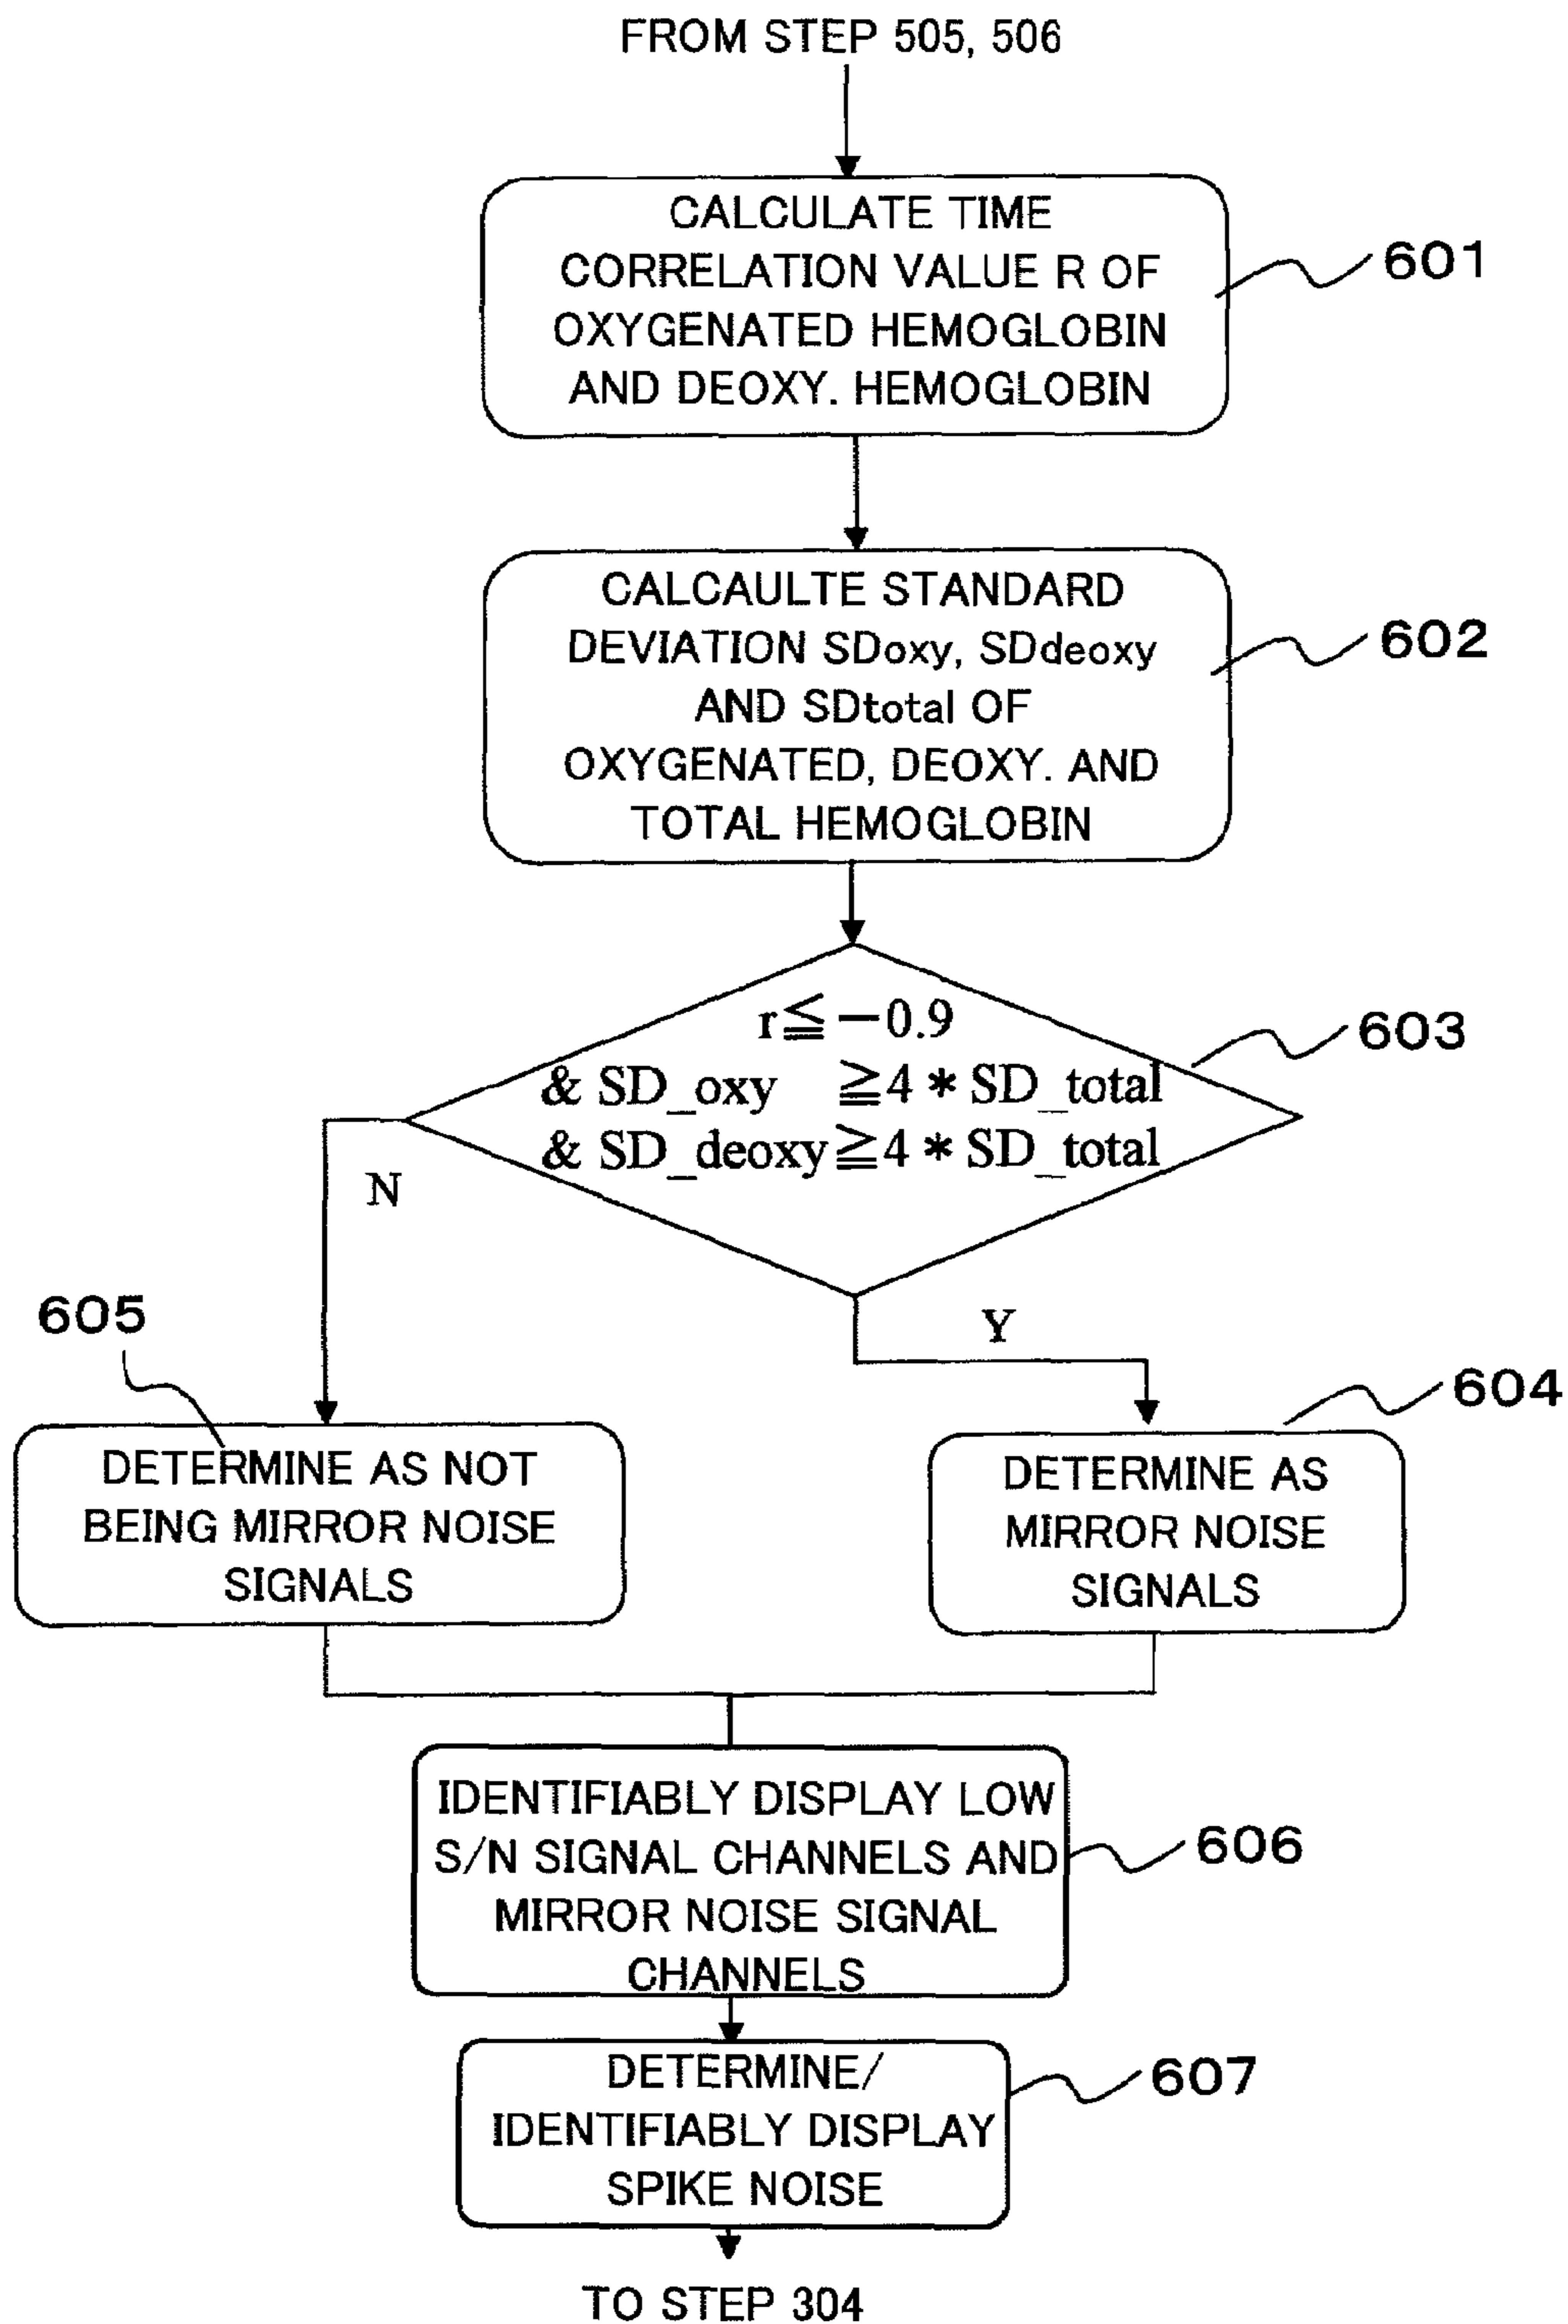 FROM STEP 505, 506
CALCULATE TIME
CORRELATION VALUE R OF
OXYGENATED HEMOGLOBIN
AND DEOXY. HEMOGLOBIN
601
CALCAULTE STANDARD
DEVIATION SDoxy, SDdeoxy
AND SDtotal OF
OXYGENATED, DEOXY. AND
TOTAL HEMOGLOBIN
602
r≦−0.9
& SD_oxy ≧4 * SD_total
& SD_deoxy≧4 * SD_total
603
N
Y
605
DETERMINE AS NOT
BEING MIRROR NOISE
SIGNALS
604
DETERMINE AS
MIRROR NOISE
SIGNALS
IDENTIFIABLY DISPLAY LOW
S/N SIGNAL CHANNELS AND
MIRROR NOISE SIGNAL
CHANNELS
606
DETERMINE/
IDENTIFIABLY DISPLAY
SPIKE NOISE
607
TO STEP 304